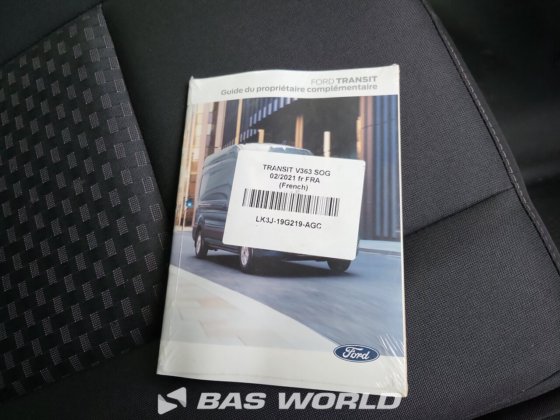 FORD TRANSIT
Guide du propriétaire complémentaire
TRANSIT V363 SOG
02/2021 fr FRA
(French)
LK3J-19G219-AGC
Ford
BAS WORLD